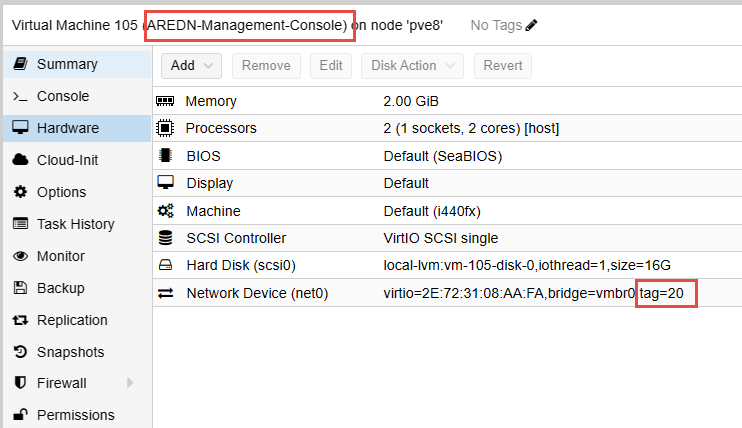 Virtual Machine 105 (AREDN-Management-Console) on node 'pve8' No Tags
Summary
Console
Hardware
Cloud-Init
Options
Task History
Monitor
Backup
Replication
Snapshots
Firewall
Permissions
Add Remove Edit Disk Action Revert
Memory 2.00 GiB
Processors 2 (1 sockets, 2 cores) [host]
BIOS Default (SeaBIOS)
Display Default
Machine Default (i440fx)
SCSI Controller VirtIO SCSI single
Hard Disk (scsi0) local-lvm:vm-105-disk-0,iothread=1,size=16G
Network Device (net0) virtio=2E:72:31:08:AA:FA,bridge=vmbr0,tag=20